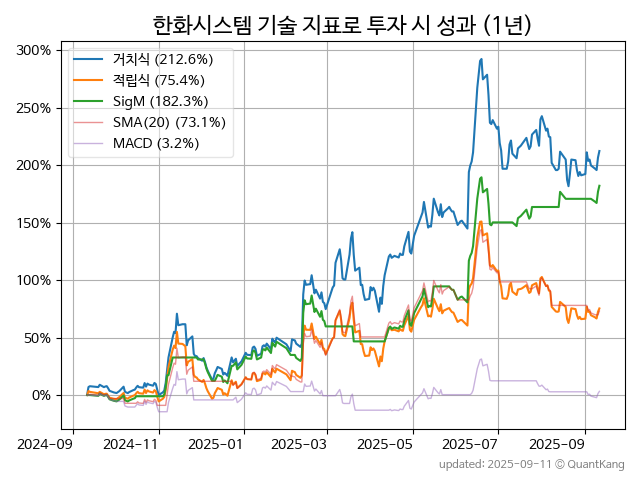 한화시스템 기술 지표로 투자 시 성과 (1년)
300%
250%
200%
150%
100%
50%
0%
거치식 (212.6%)
적립식 (75.4%)
SigM (182.3%)
SMA(20) (73.1%)
MACD (3.2%)
2024-09 2024-11 2025-01 2025-03 2025-05 2025-07 2025-09
updated: 2025-09-11 ⓒ QuantKang